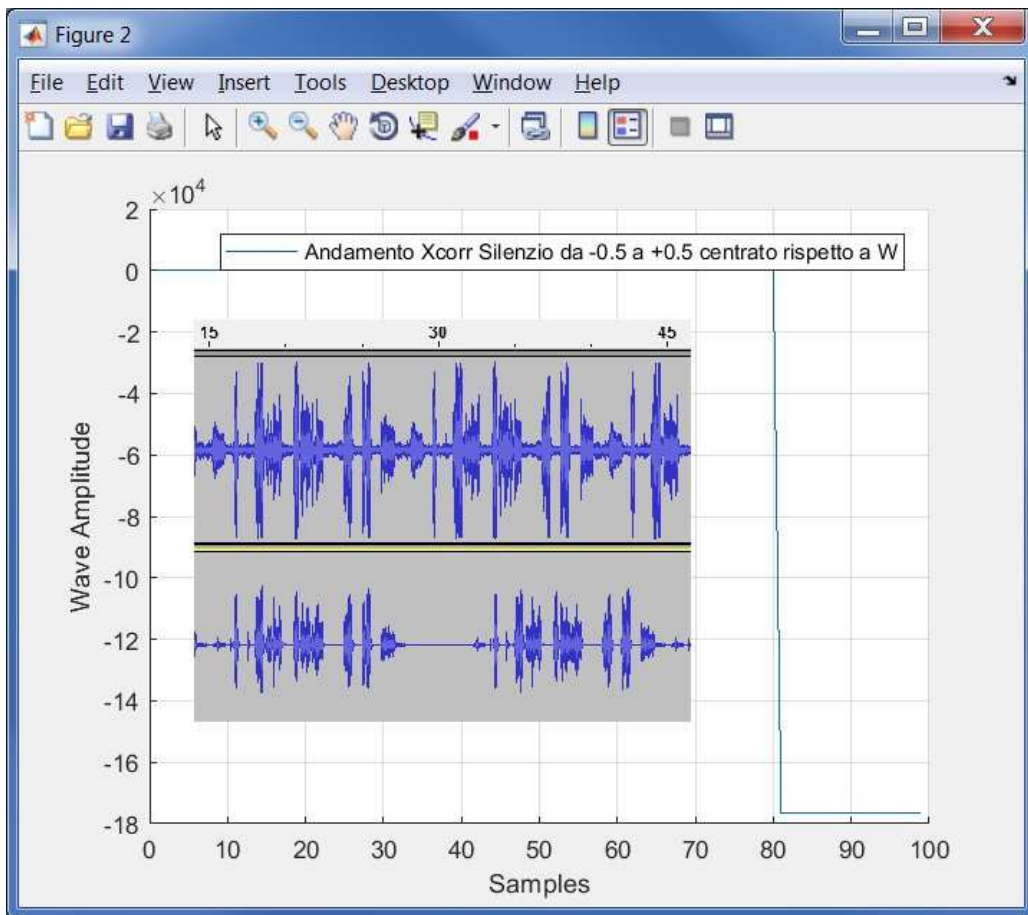 Figure 2
File Edit View Insert Tools Desktop Window Help
×10⁴
2
Andamento Xcorr Silenzio da -0.5 a +0.5 centrato rispetto a W
0
15 30 45
-2
-4
-6
-8
-10
-12
-14
-16
-18
Wave Amplitude
0 10 20 30 40 50 60 70 80 90 100
Samples